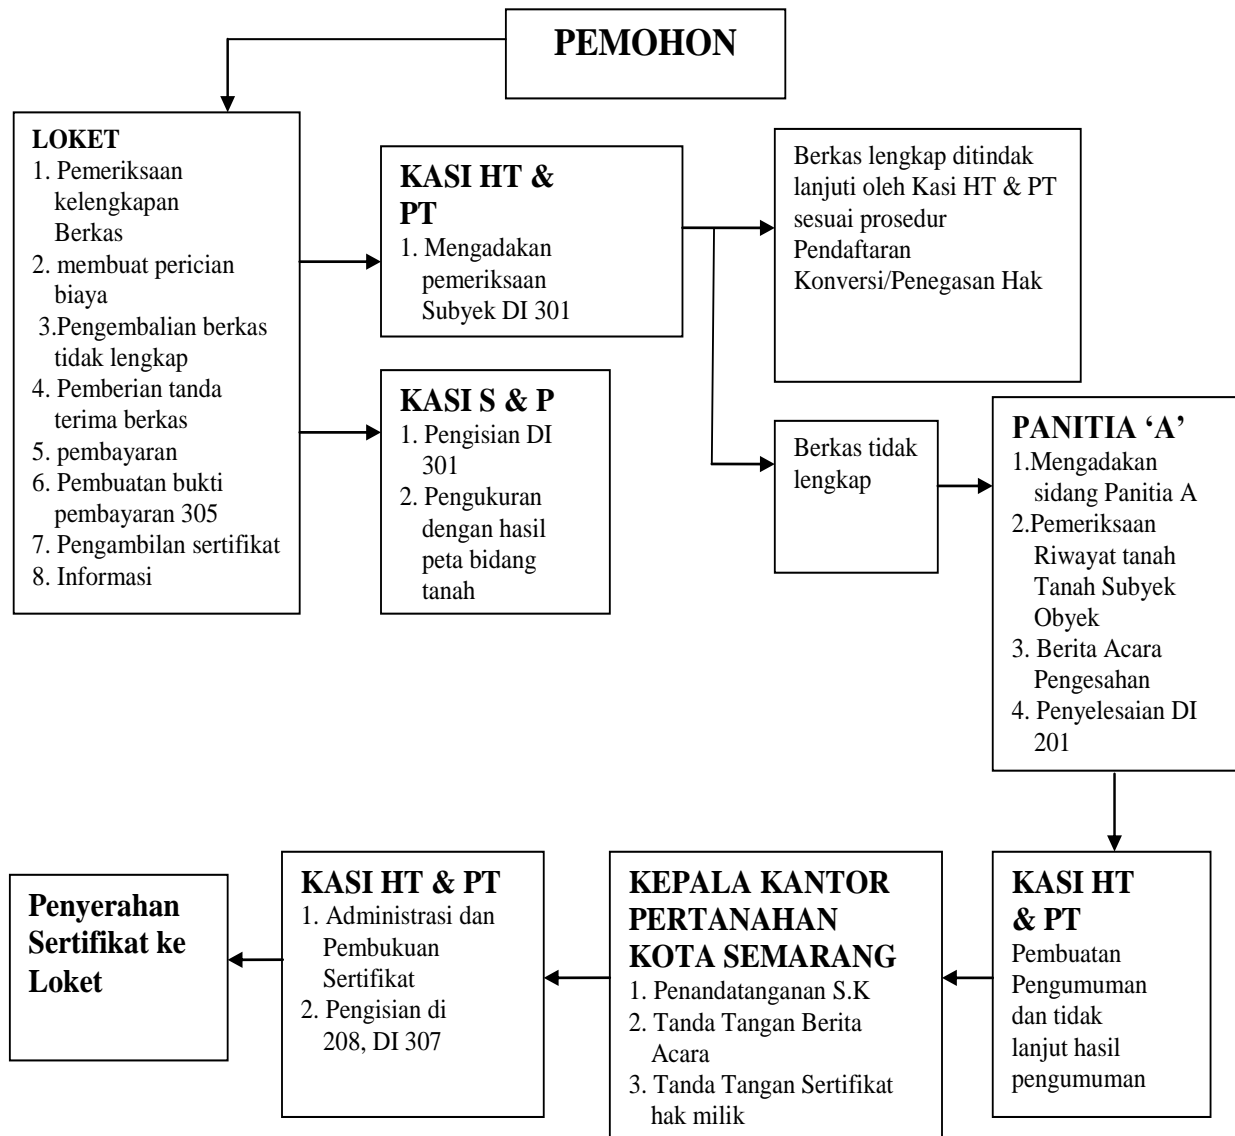 PEMOHON
LOKET
1. Pemeriksaan
kelengkapan
Berkas
2. membuat perician
biaya
3.Pengembalian berkas
tidak lengkap
4. Pemberian tanda
terima berkas
5. pembayaran
6. Pembuatan bukti
pembayaran 305
7. Pengambilan sertifikat
8. Informasi
KASI HT &
PT
1. Mengadakan
pemeriksaan
Subyek DI 301
Berkas lengkap ditindak
lanjuti oleh Kasi HT & PT
sesuai prosedur
Pendaftaran
Konversi/Penegasan Hak
KASI S & P
1. Pengisian DI
301
2. Pengukuran
dengan hasil
peta bidang
tanah
Berkas tidak
lengkap
PANITIA ‘A’
1.Mengadakan
sidang Panitia A
2.Pemeriksaan
Riwayat tanah
Tanah Subyek
Obyek
3. Berita Acara
Pengesahan
4. Penyelesaian DI
201
KASI HT
& PT
Pembuatan
Pengumuman
dan tidak
lanjut hasil
pengumuman
KEPALA KANTOR
PERTANAHAN
KOTA SEMARANG
1. Penandatanganan S.K
2. Tanda Tangan Berita
Acara
3. Tanda Tangan Sertifikat
hak milik
KASI HT & PT
1. Administrasi dan
Pembukuan
Sertifikat
2. Pengisian di
208, DI 307
Penyerahan
Sertifikat ke
Loket